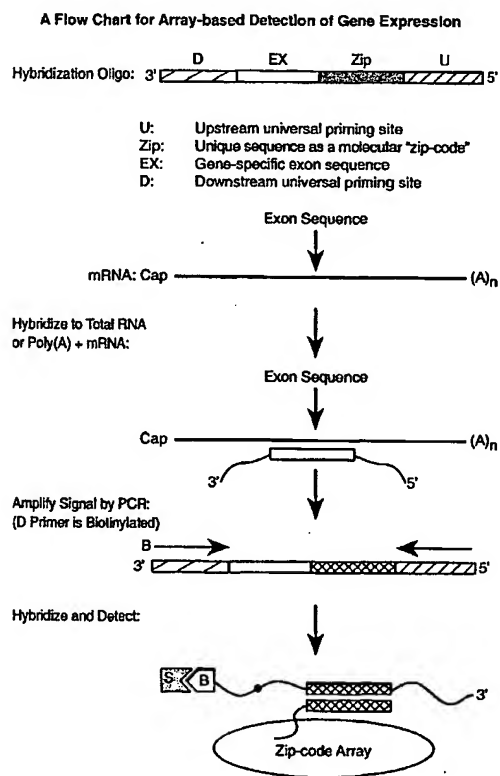 A Flow Chart for Array-based Detection of Gene Expression
D EX Zip U
Hybridization Oligo: 3' 5'
U: Upstream universal priming site
Zip: Unique sequence as a molecular "zip-code"
EX: Gene-specific exon sequence
D: Downstream universal priming site
Exon Sequence
mRNA: Cap (A)n
Hybridize to Total RNA
or Poly(A) + mRNA:
Exon Sequence
Cap (A)n
3' 5'
Amplify Signal by PCR:
(D Primer is Biotinylated)
B
3' 5'
Hybridize and Detect:
S B
3'
Zip-code Array